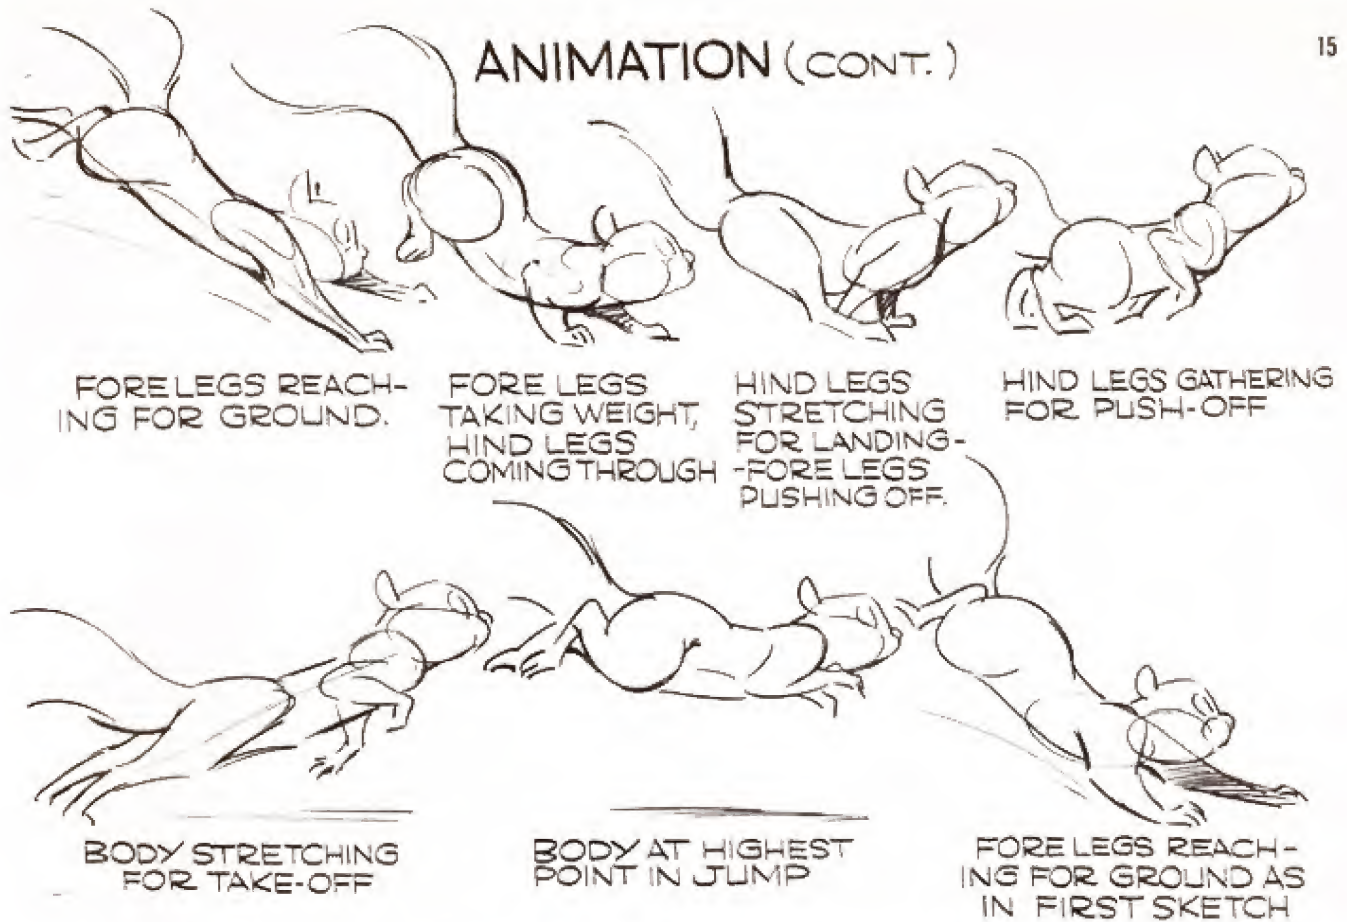 ANIMATION (CONT.)
15
FORE LEGS REACH-
ING FOR GROUND.
FORE LEGS
TAKING WEIGHT,
HIND LEGS
COMING THROUGH
HIND LEGS
STRETCHING
FOR LANDING-
-FORE LEGS
PUSHING OFF.
HIND LEGS GATHERING
FOR PUSH-OFF
BODY STRETCHING
FOR TAKE-OFF
BODY AT HIGHEST
POINT IN JUMP
FORE LEGS REACH-
ING FOR GROUND AS
IN FIRST SKETCH